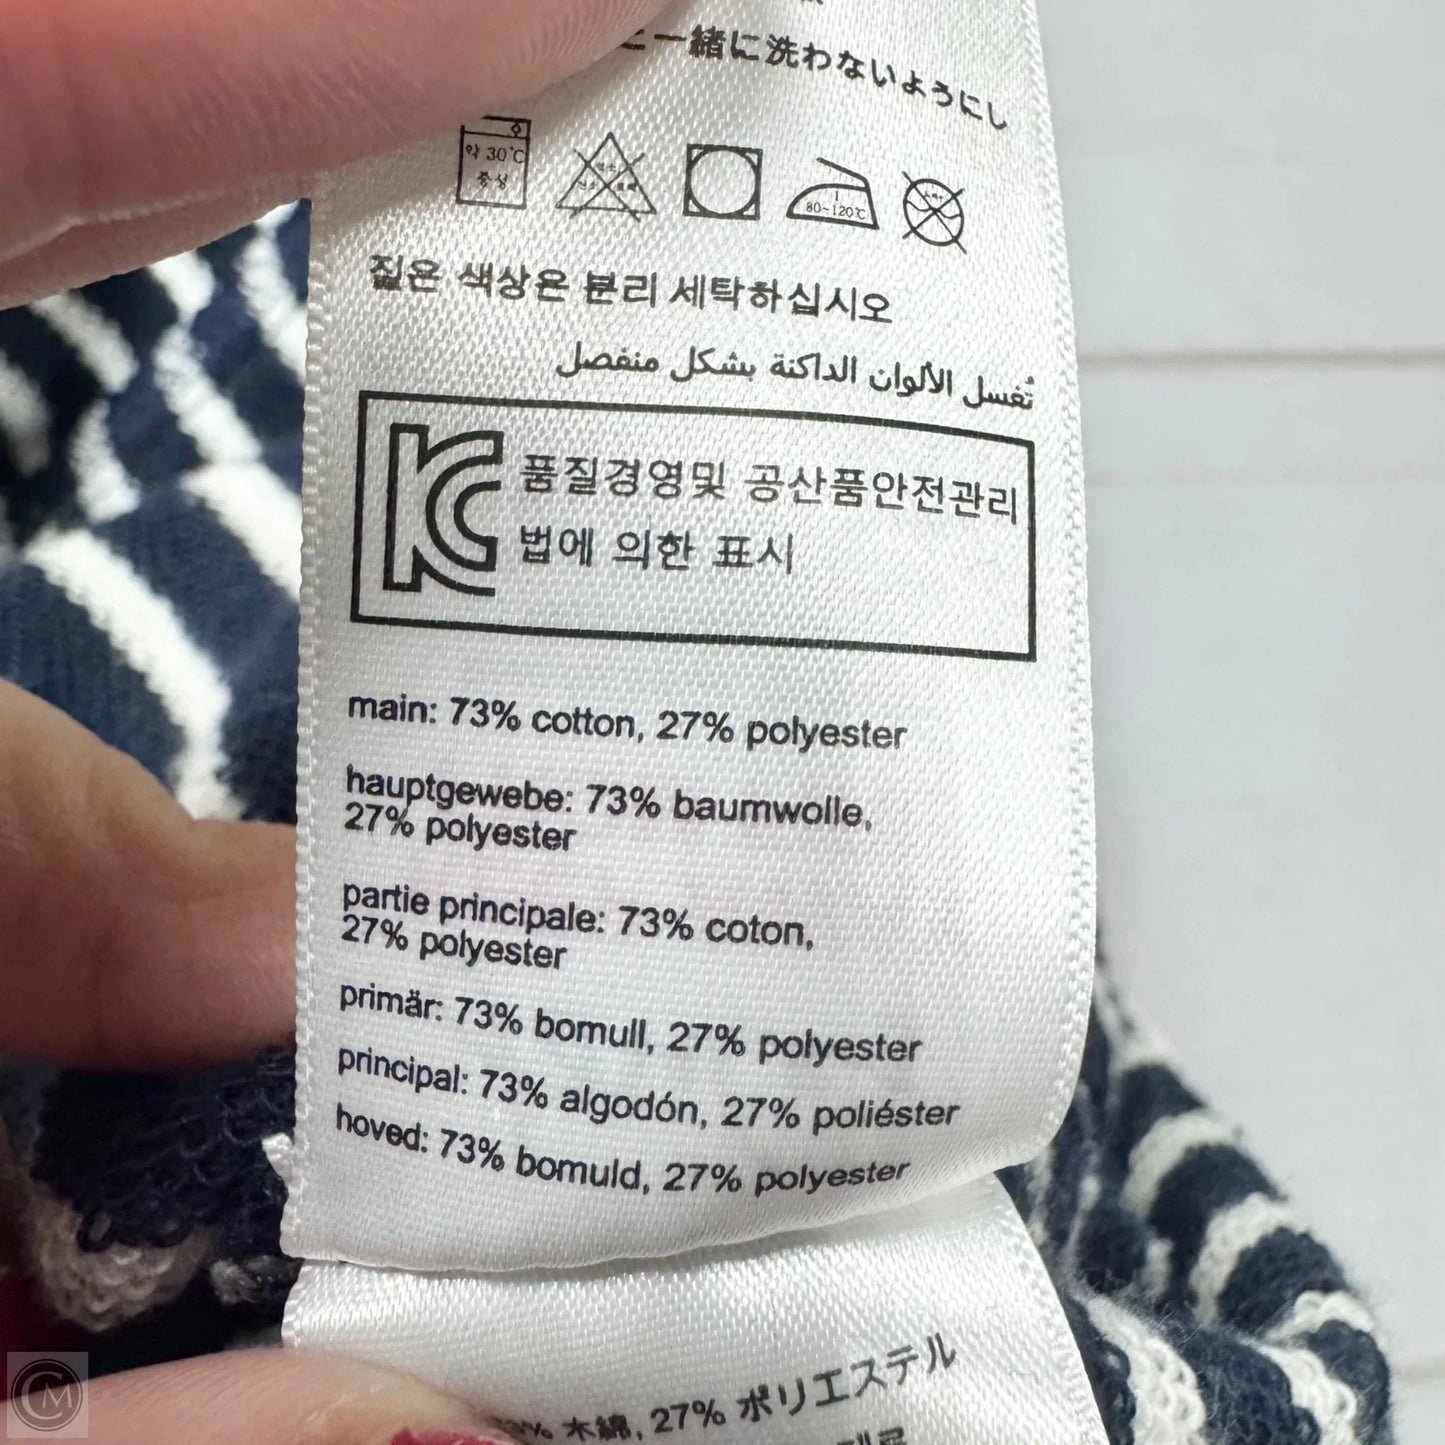 一緒に洗わないようにし
약 30℃
중성
80~120℃
짙은 색상은 분리 세탁하십시오
تُغسل الألوان الداكنة بشكل منفصل
품질경영및 공산품안전관리
법에 의한 표시
main: 73% cotton, 27% polyester
hauptgewebe: 73% baumwolle,
27% polyester
partie principale: 73% coton,
27% polyester
primär: 73% bomull, 27% polyester
principal: 73% algodón, 27% poliéster
hoved: 73% bomuld, 27% polyester
木綿, 27% ポリエステル
CM